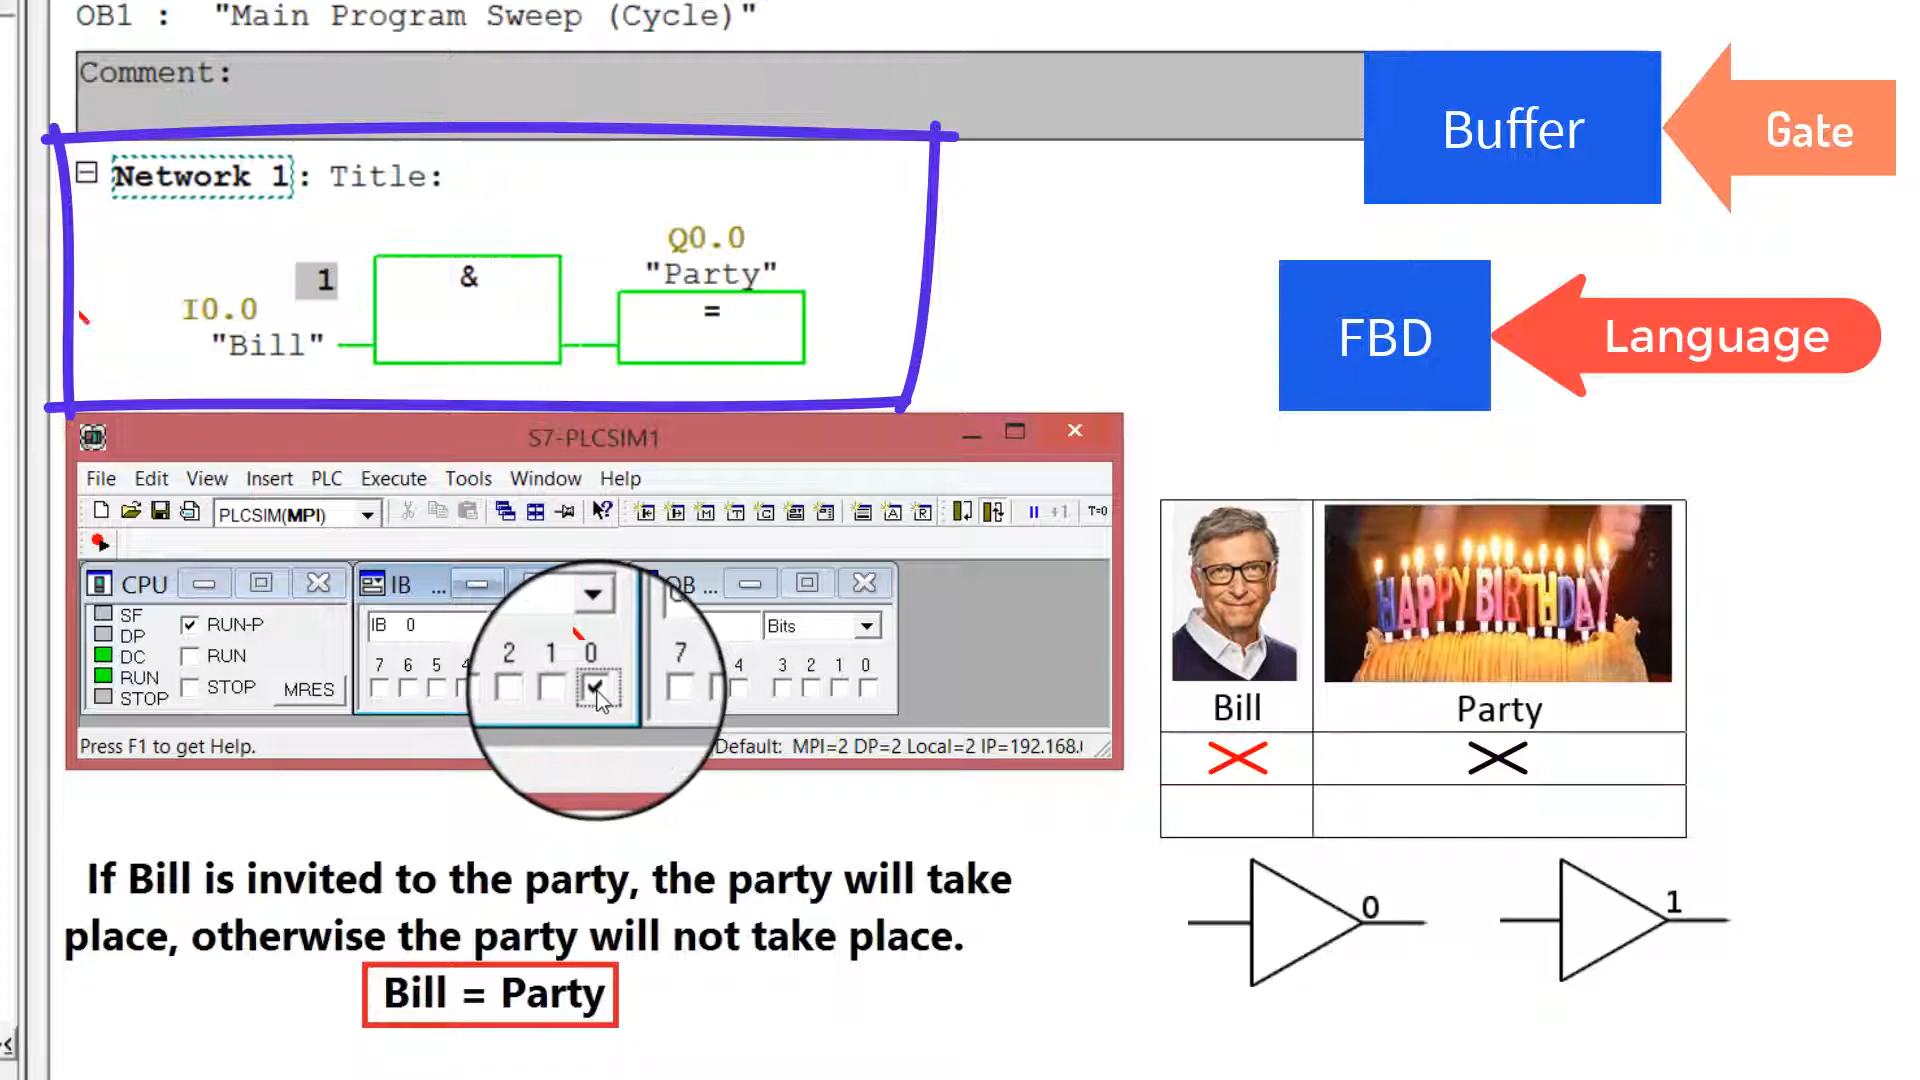 OB1 : "Main Program Sweep (Cycle)"
Comment:
Buffer
Gate
Network 1: Title:
Q0.0
"Party"
1
&
=
I0.0
"Bill"
FBD
Language
S7-PLCSIM1
File Edit View Insert PLC Execute Tools Window Help
PLCSIM(MPI)
+1 T=0
CPU
IB ...
QB ...
SF
DP
DC
RUN
STOP
RUN-P
RUN
STOP
MRES
IB 0
Bits
7 6 5 4
2 1 0
7
4 3 2 1 0
Press F1 to get Help.
Default: MPI=2 DP=2 Local=2 IP=192.168.
HAPPY BIRTHDAY
Bill
Party
If Bill is invited to the party, the party will take
place, otherwise the party will not take place.
Bill = Party
0
1